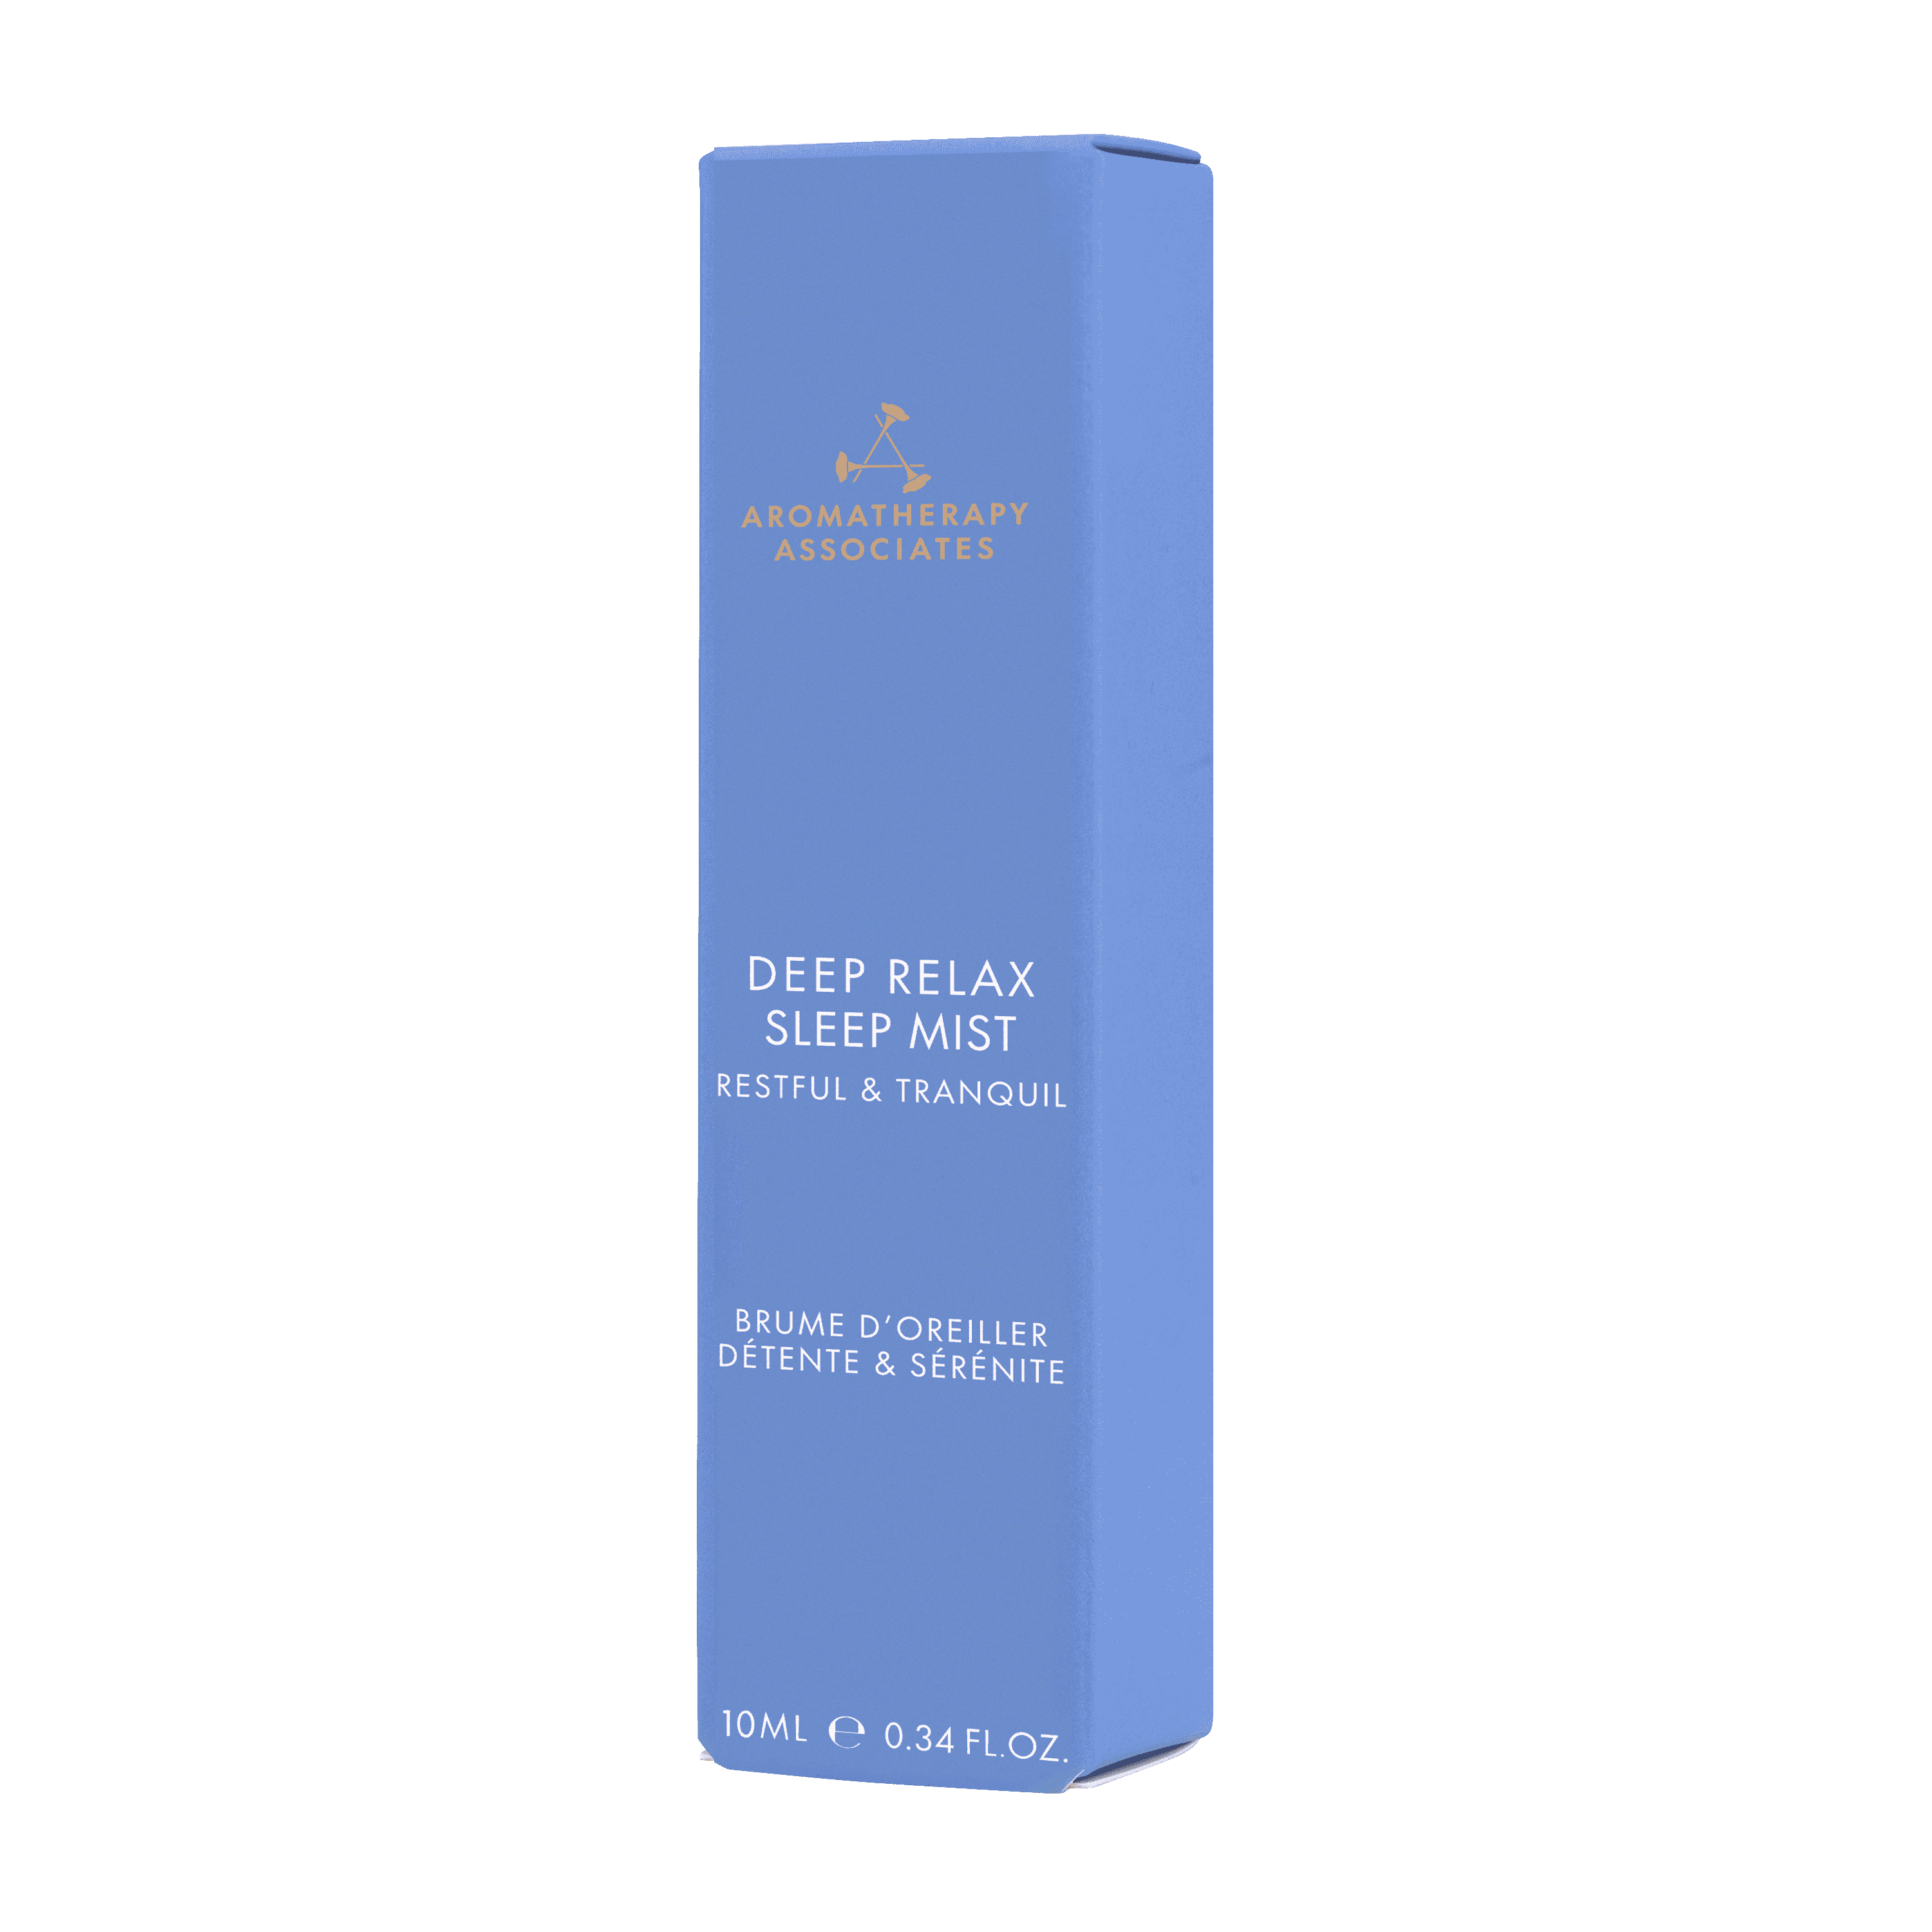 AROMATHERAPY
ASSOCIATES
DEEP RELAX
SLEEP MIST
RESTFUL & TRANQUIL
BRUME D'OREILLER
DÉTENTE & SÉRÉNITE
10ML ℮ 0.34 FL.OZ.